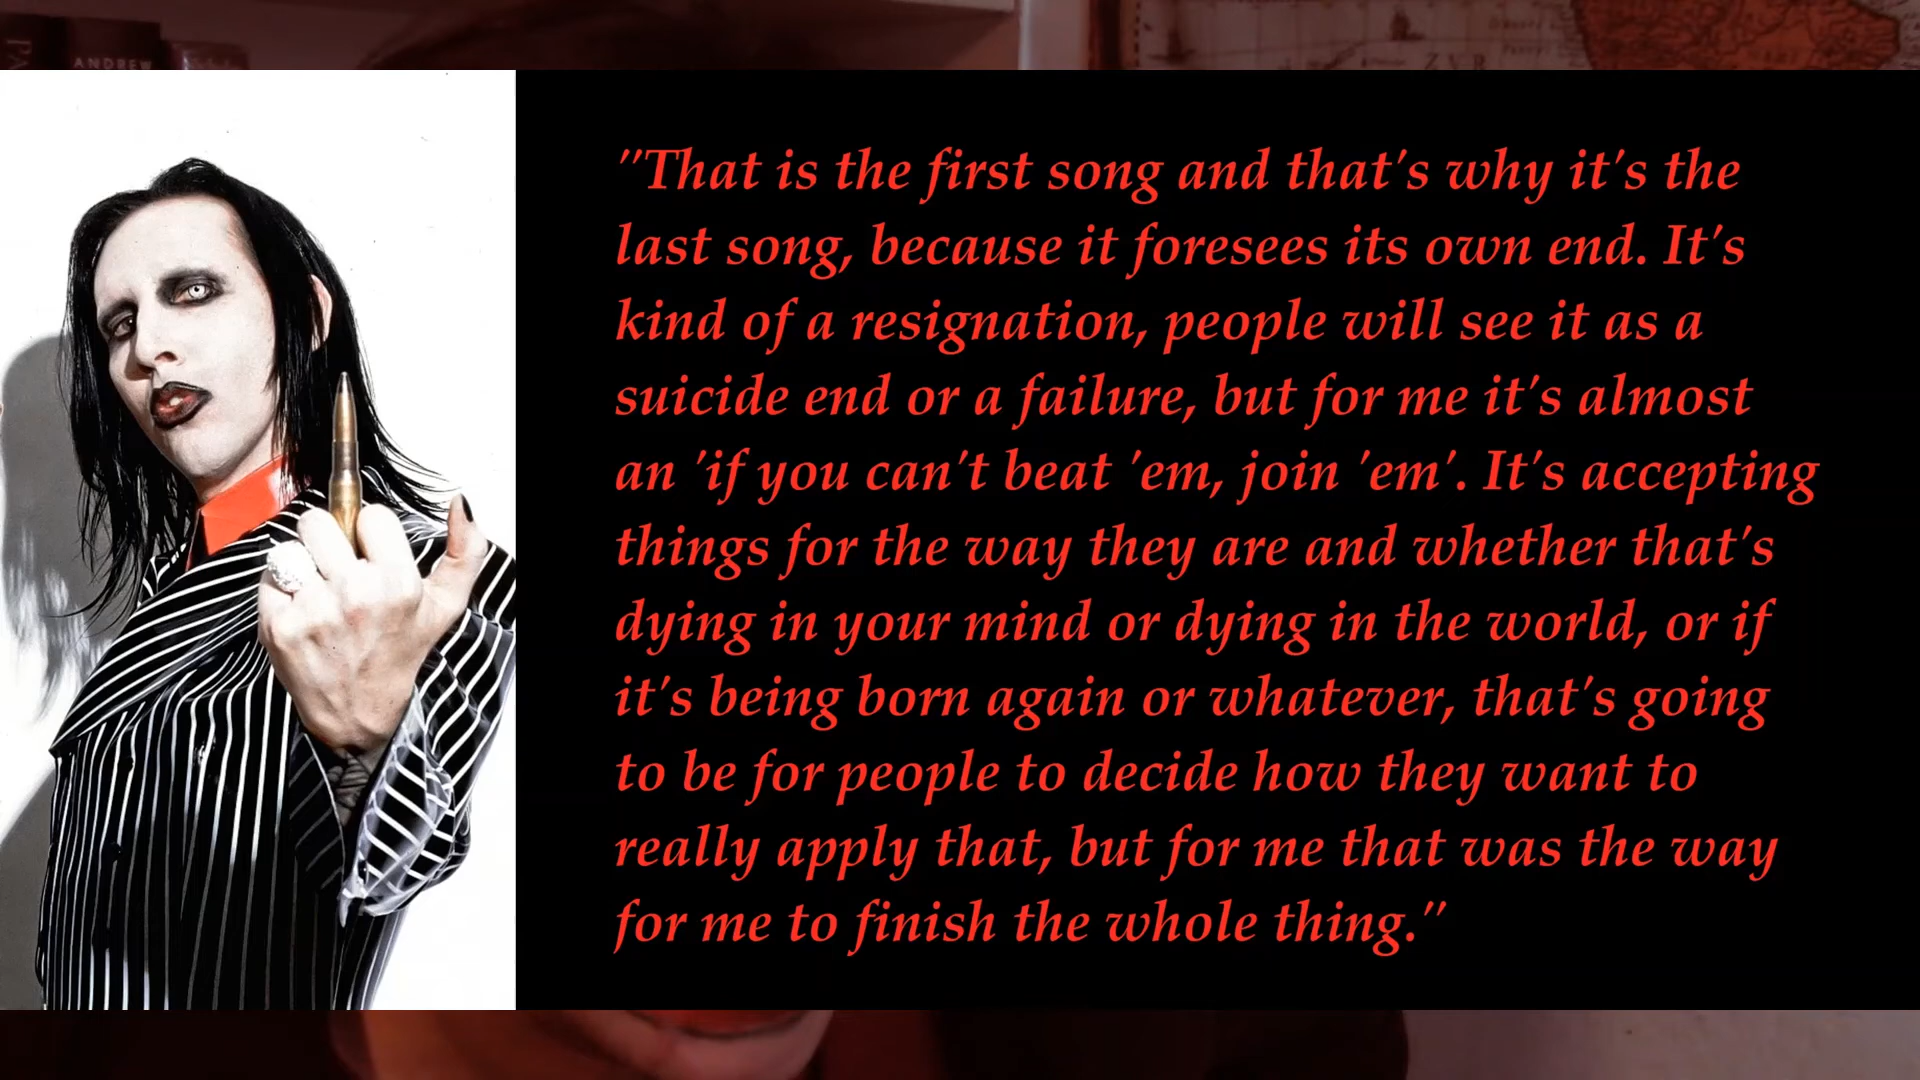 ANDREW
"That is the first song and that's why it's the
last song, because it foresees its own end. It's
kind of a resignation, people will see it as a
suicide end or a failure, but for me it's almost
an 'if you can't beat 'em, join 'em'. It's accepting
things for the way they are and whether that's
dying in your mind or dying in the world, or if
it's being born again or whatever, that's going
to be for people to decide how they want to
really apply that, but for me that was the way
for me to finish the whole thing."